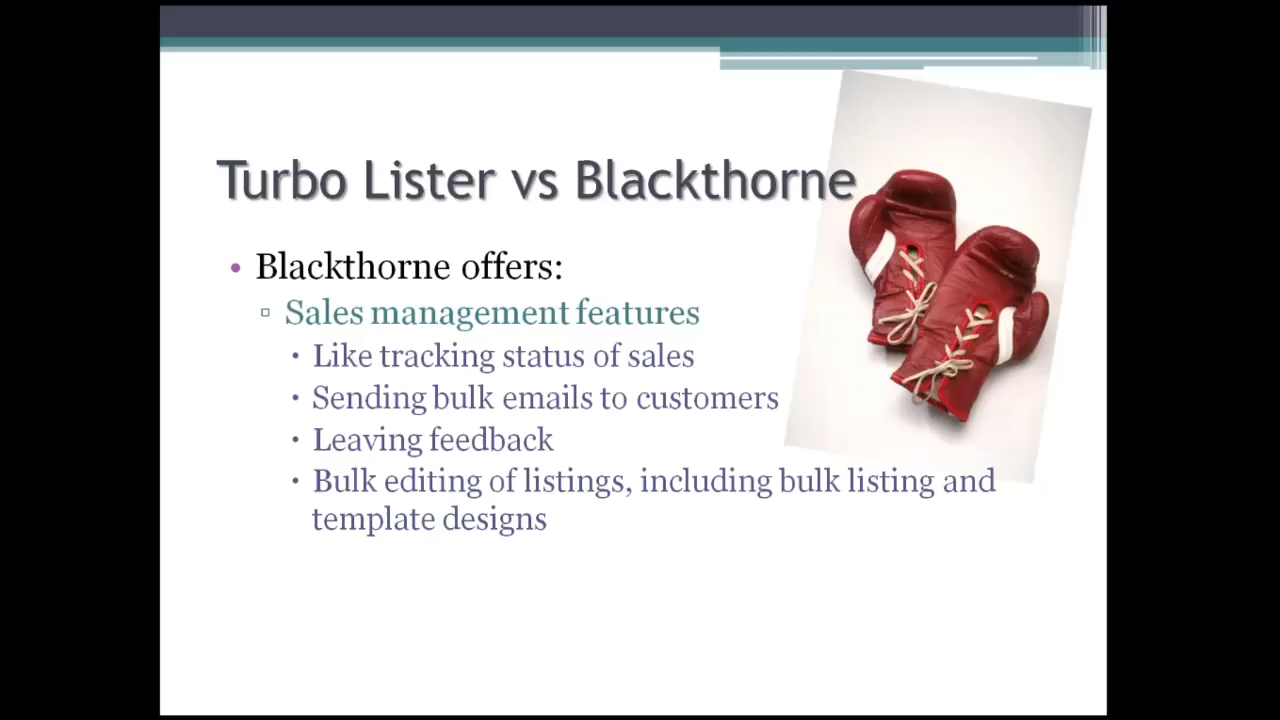 Turbo Lister vs Blackthorne
• Blackthorne offers:
▫ Sales management features
• Like tracking status of sales
• Sending bulk emails to customers
• Leaving feedback
• Bulk editing of listings, including bulk listing and
template designs